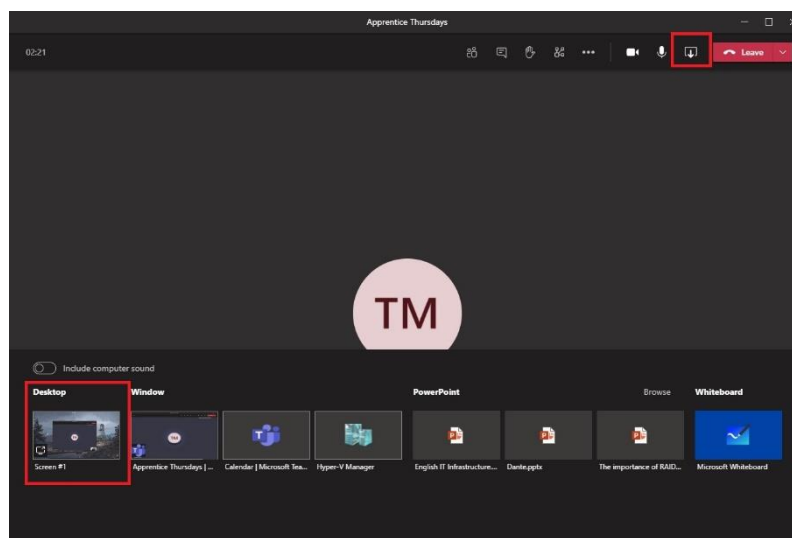 Apprentice Thursdays
02:21
Leave
TM
Include computer sound
Desktop Window PowerPoint Browse Whiteboard
Screen #1 Apprentice Thursdays | ... Calendar | Microsoft Tea... Hyper-V Manager English IT Infrastructure... Dante.pptx The importance of RAID... Microsoft Whiteboard